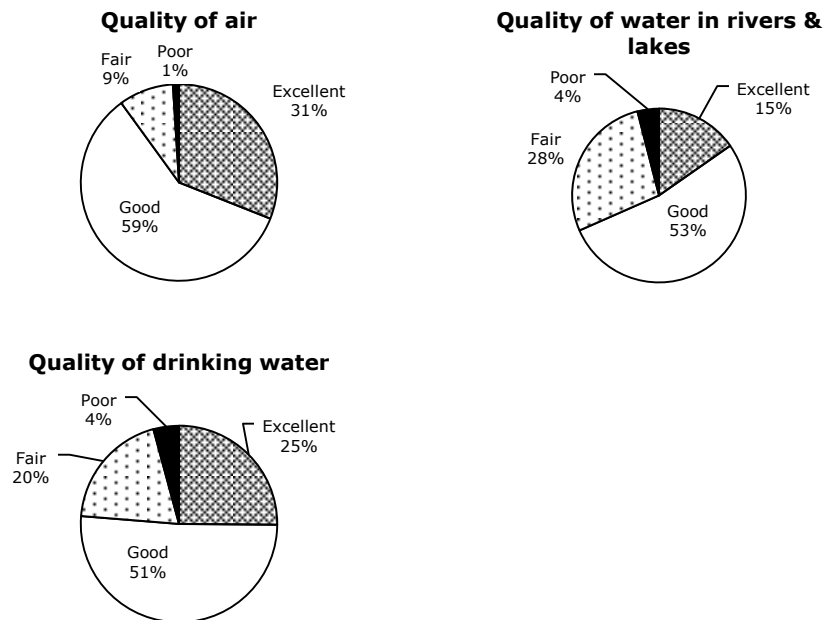 Quality of air
Poor
1%
Fair
9%
Excellent
31%
Good
59%
Quality of water in rivers &
lakes
Poor
4%
Excellent
15%
Fair
28%
Good
53%
Quality of drinking water
Poor
4%
Excellent
25%
Fair
20%
Good
51%